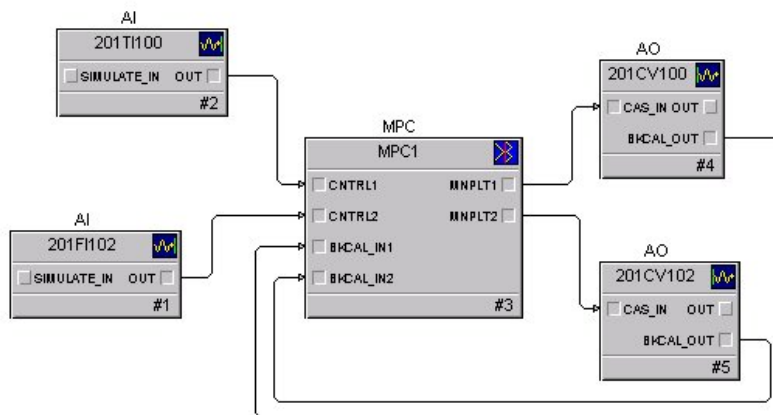 AI
201TI100
SIMULATE_IN OUT
#2
AI
201FI102
SIMULATE_IN OUT
#1
MPC
MPC1
CNTRL1 MNPLT1
CNTRL2 MNPLT2
BKCAL_IN1
BKCAL_IN2
#3
AO
201CV100
CAS_IN OUT
BKCAL_OUT
#4
AO
201CV102
CAS_IN OUT
BKCAL_OUT
#5